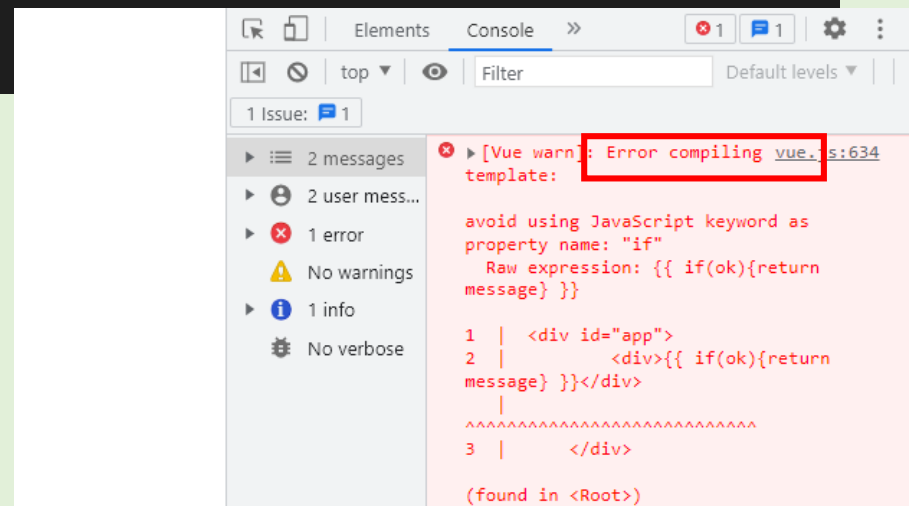 Elements Console » 1 1
top Filter Default levels
1 Issue: 1
2 messages
2 user mess...
1 error
No warnings
1 info
No verbose
[Vue warn]: Error compiling vue.js:634
template:
avoid using JavaScript keyword as
property name: "if"
Raw expression: {{ if(ok){return
message} }}
1 | <div id="app">
2 | <div>{{ if(ok){return
message} }}</div>
|
^^^^^^^^^^^^^^^^^^^^^^^^^^^^
3 | </div>
(found in <Root>)